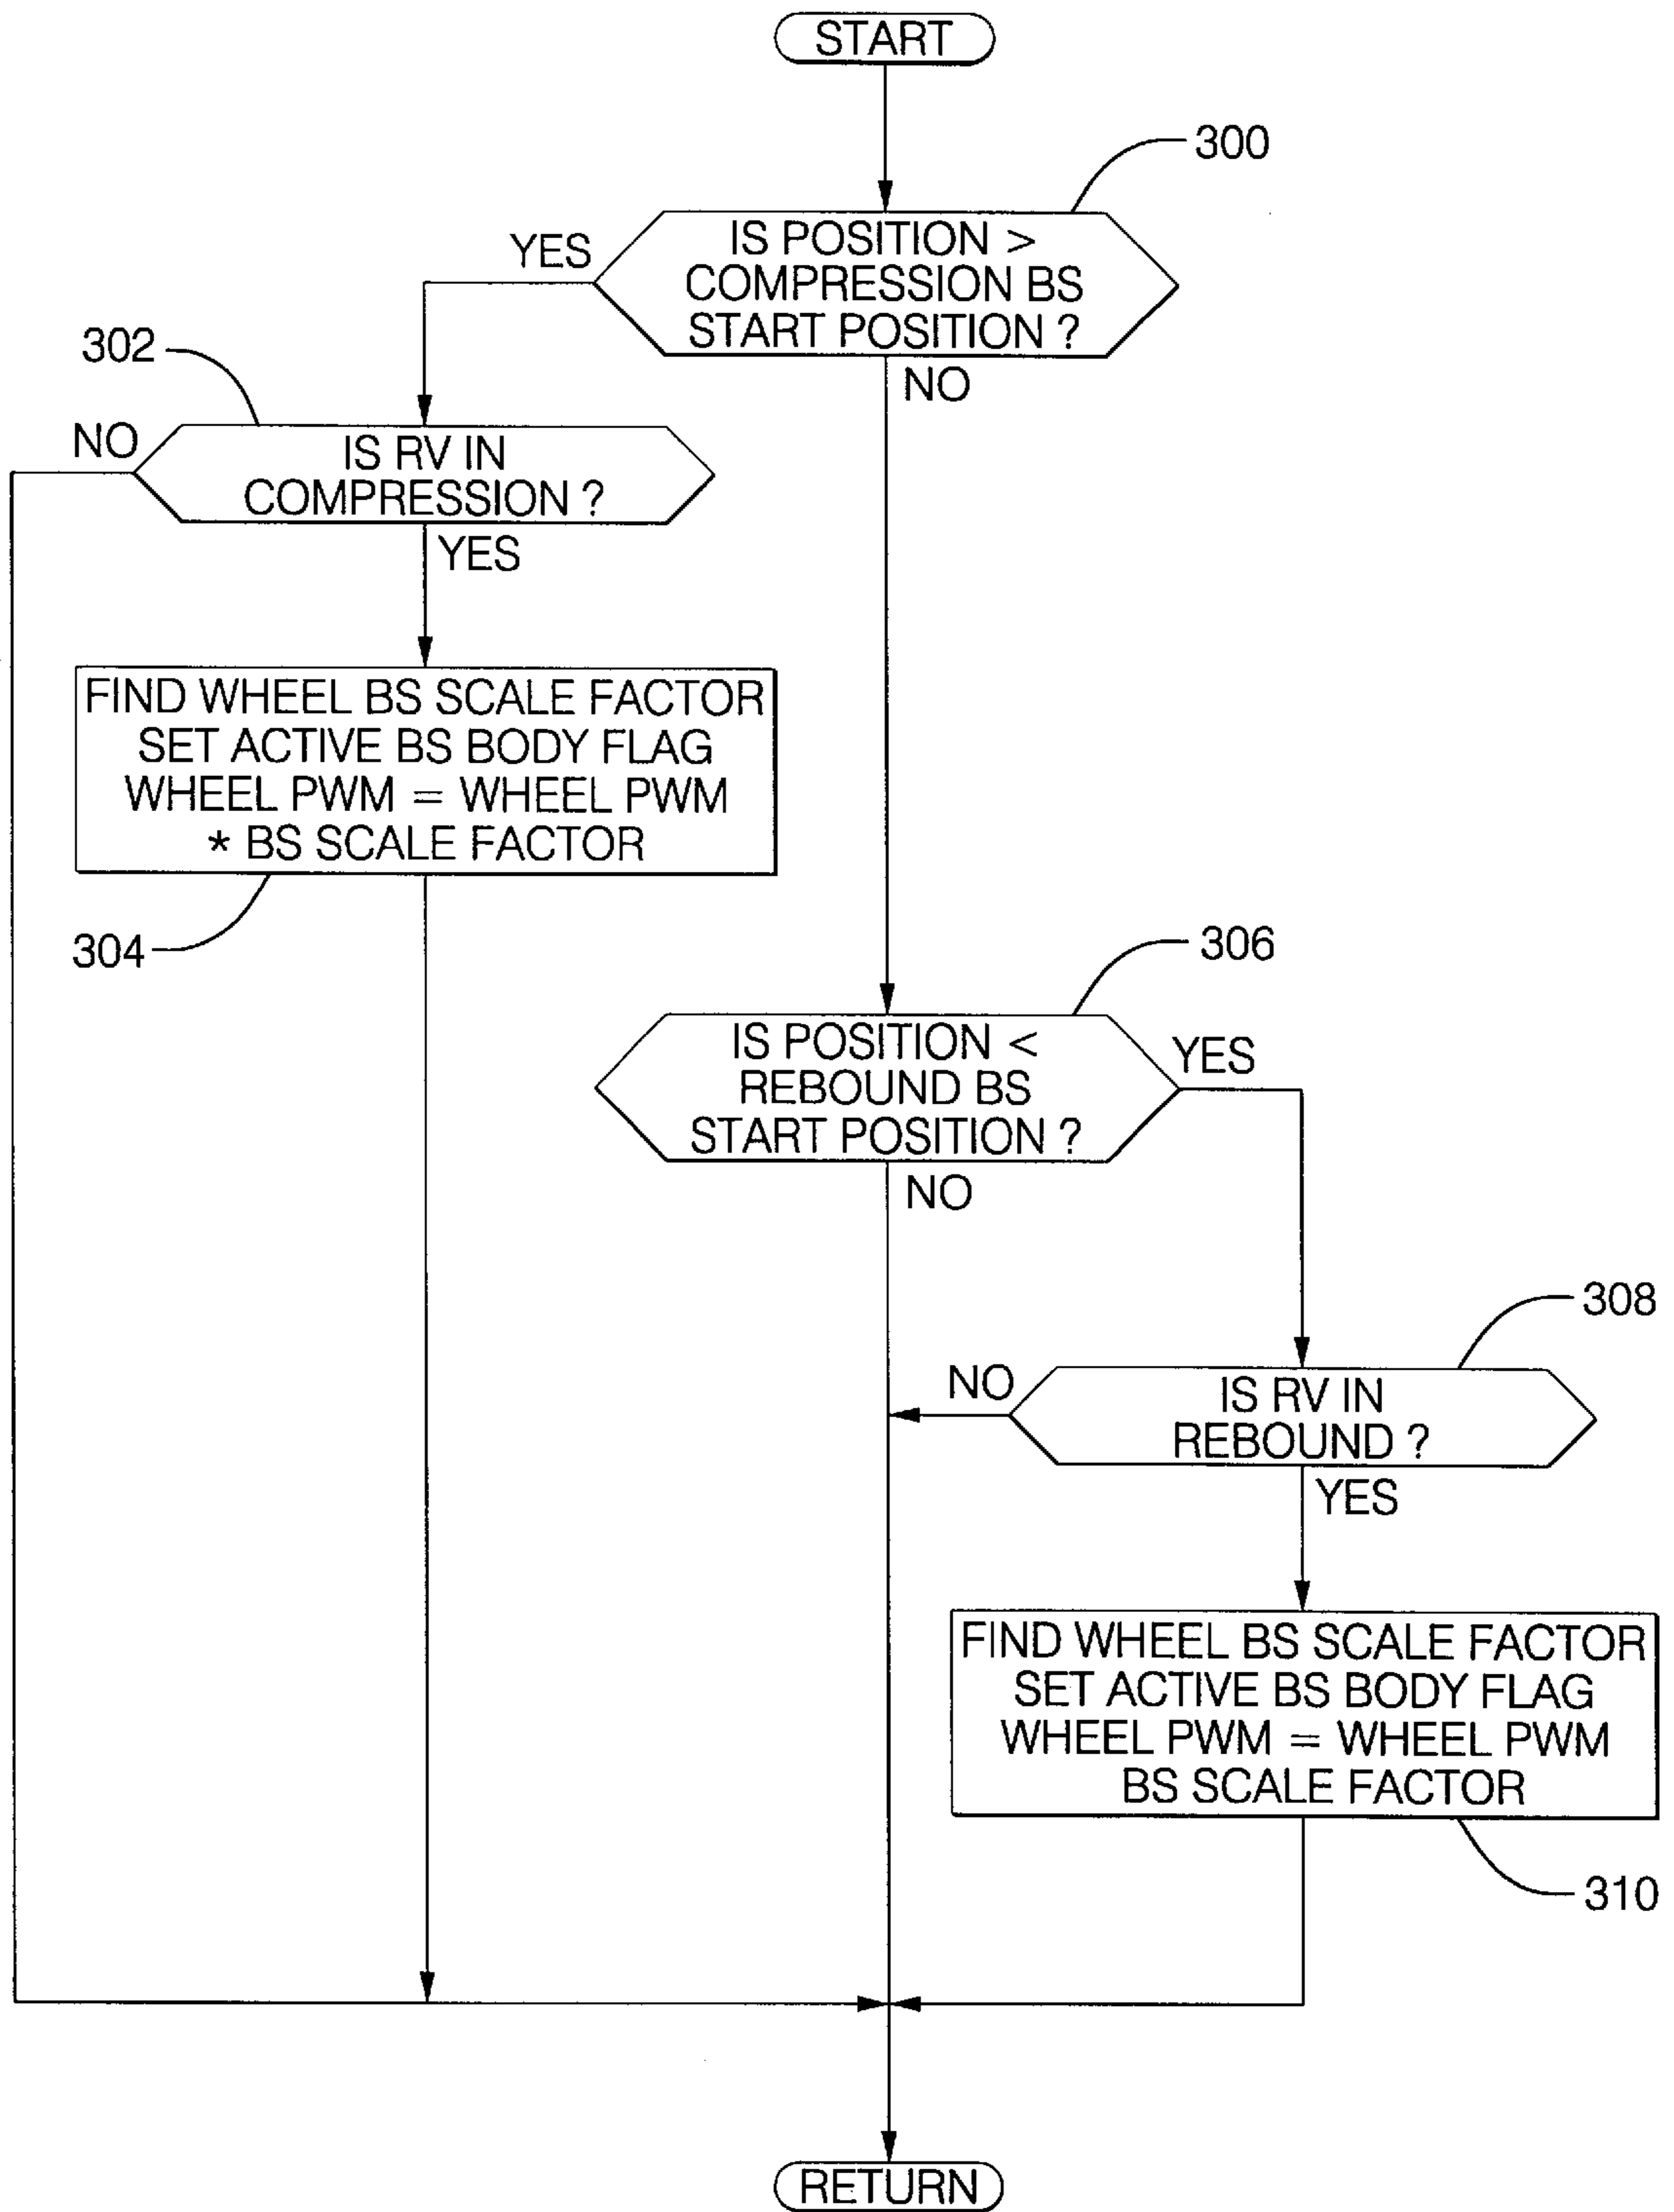 START
300
IS POSITION >
COMPRESSION BS
START POSITION ?
YES
NO
302
IS RV IN
COMPRESSION ?
NO
YES
FIND WHEEL BS SCALE FACTOR
SET ACTIVE BS BODY FLAG
WHEEL PWM = WHEEL PWM
* BS SCALE FACTOR
304
306
IS POSITION <
REBOUND BS
START POSITION ?
YES
NO
308
IS RV IN
REBOUND ?
NO
YES
FIND WHEEL BS SCALE FACTOR
SET ACTIVE BS BODY FLAG
WHEEL PWM = WHEEL PWM
BS SCALE FACTOR
310
RETURN